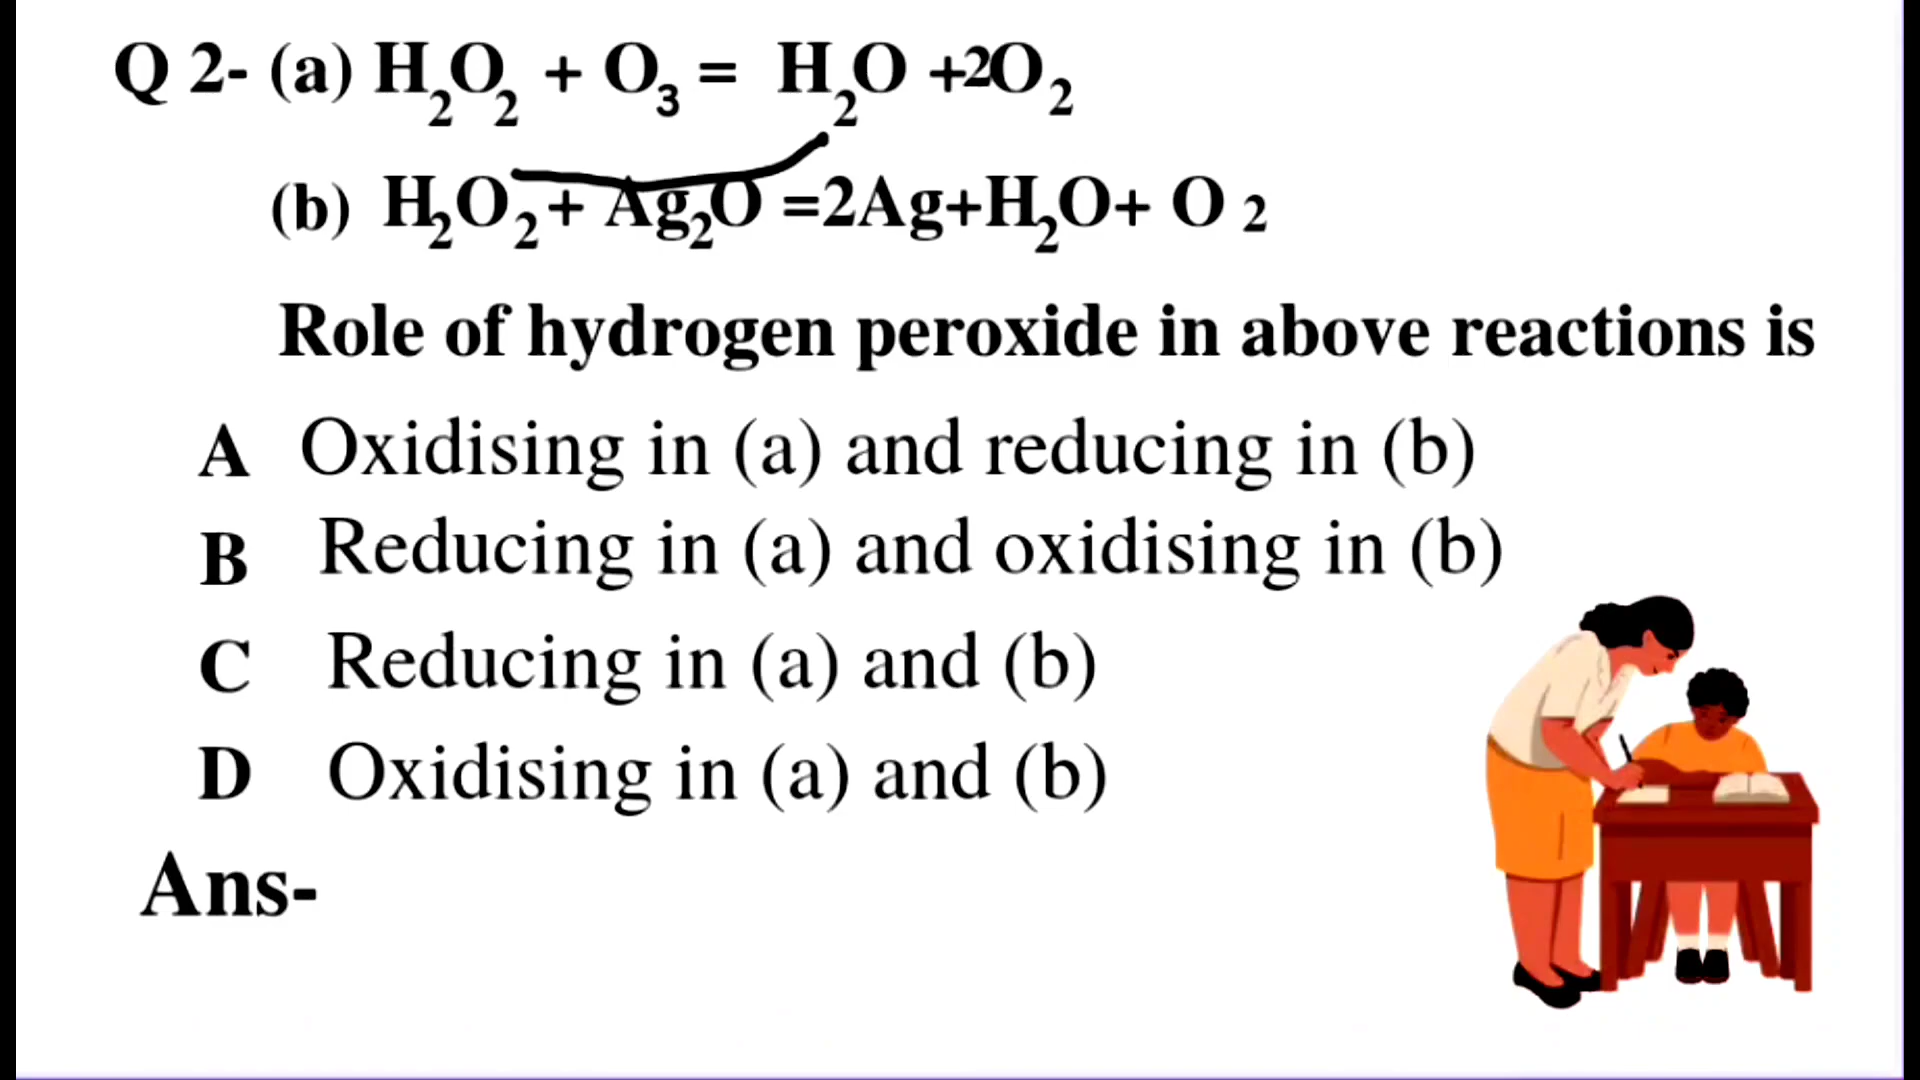 Q 2- (a) H₂O₂ + O₃ = H₂O +2O₂
(b) H₂O₂ + Ag₂O =2Ag+H₂O+ O 2
Role of hydrogen peroxide in above reactions is
A Oxidising in (a) and reducing in (b)
B Reducing in (a) and oxidising in (b)
C Reducing in (a) and (b)
D Oxidising in (a) and (b)
Ans-